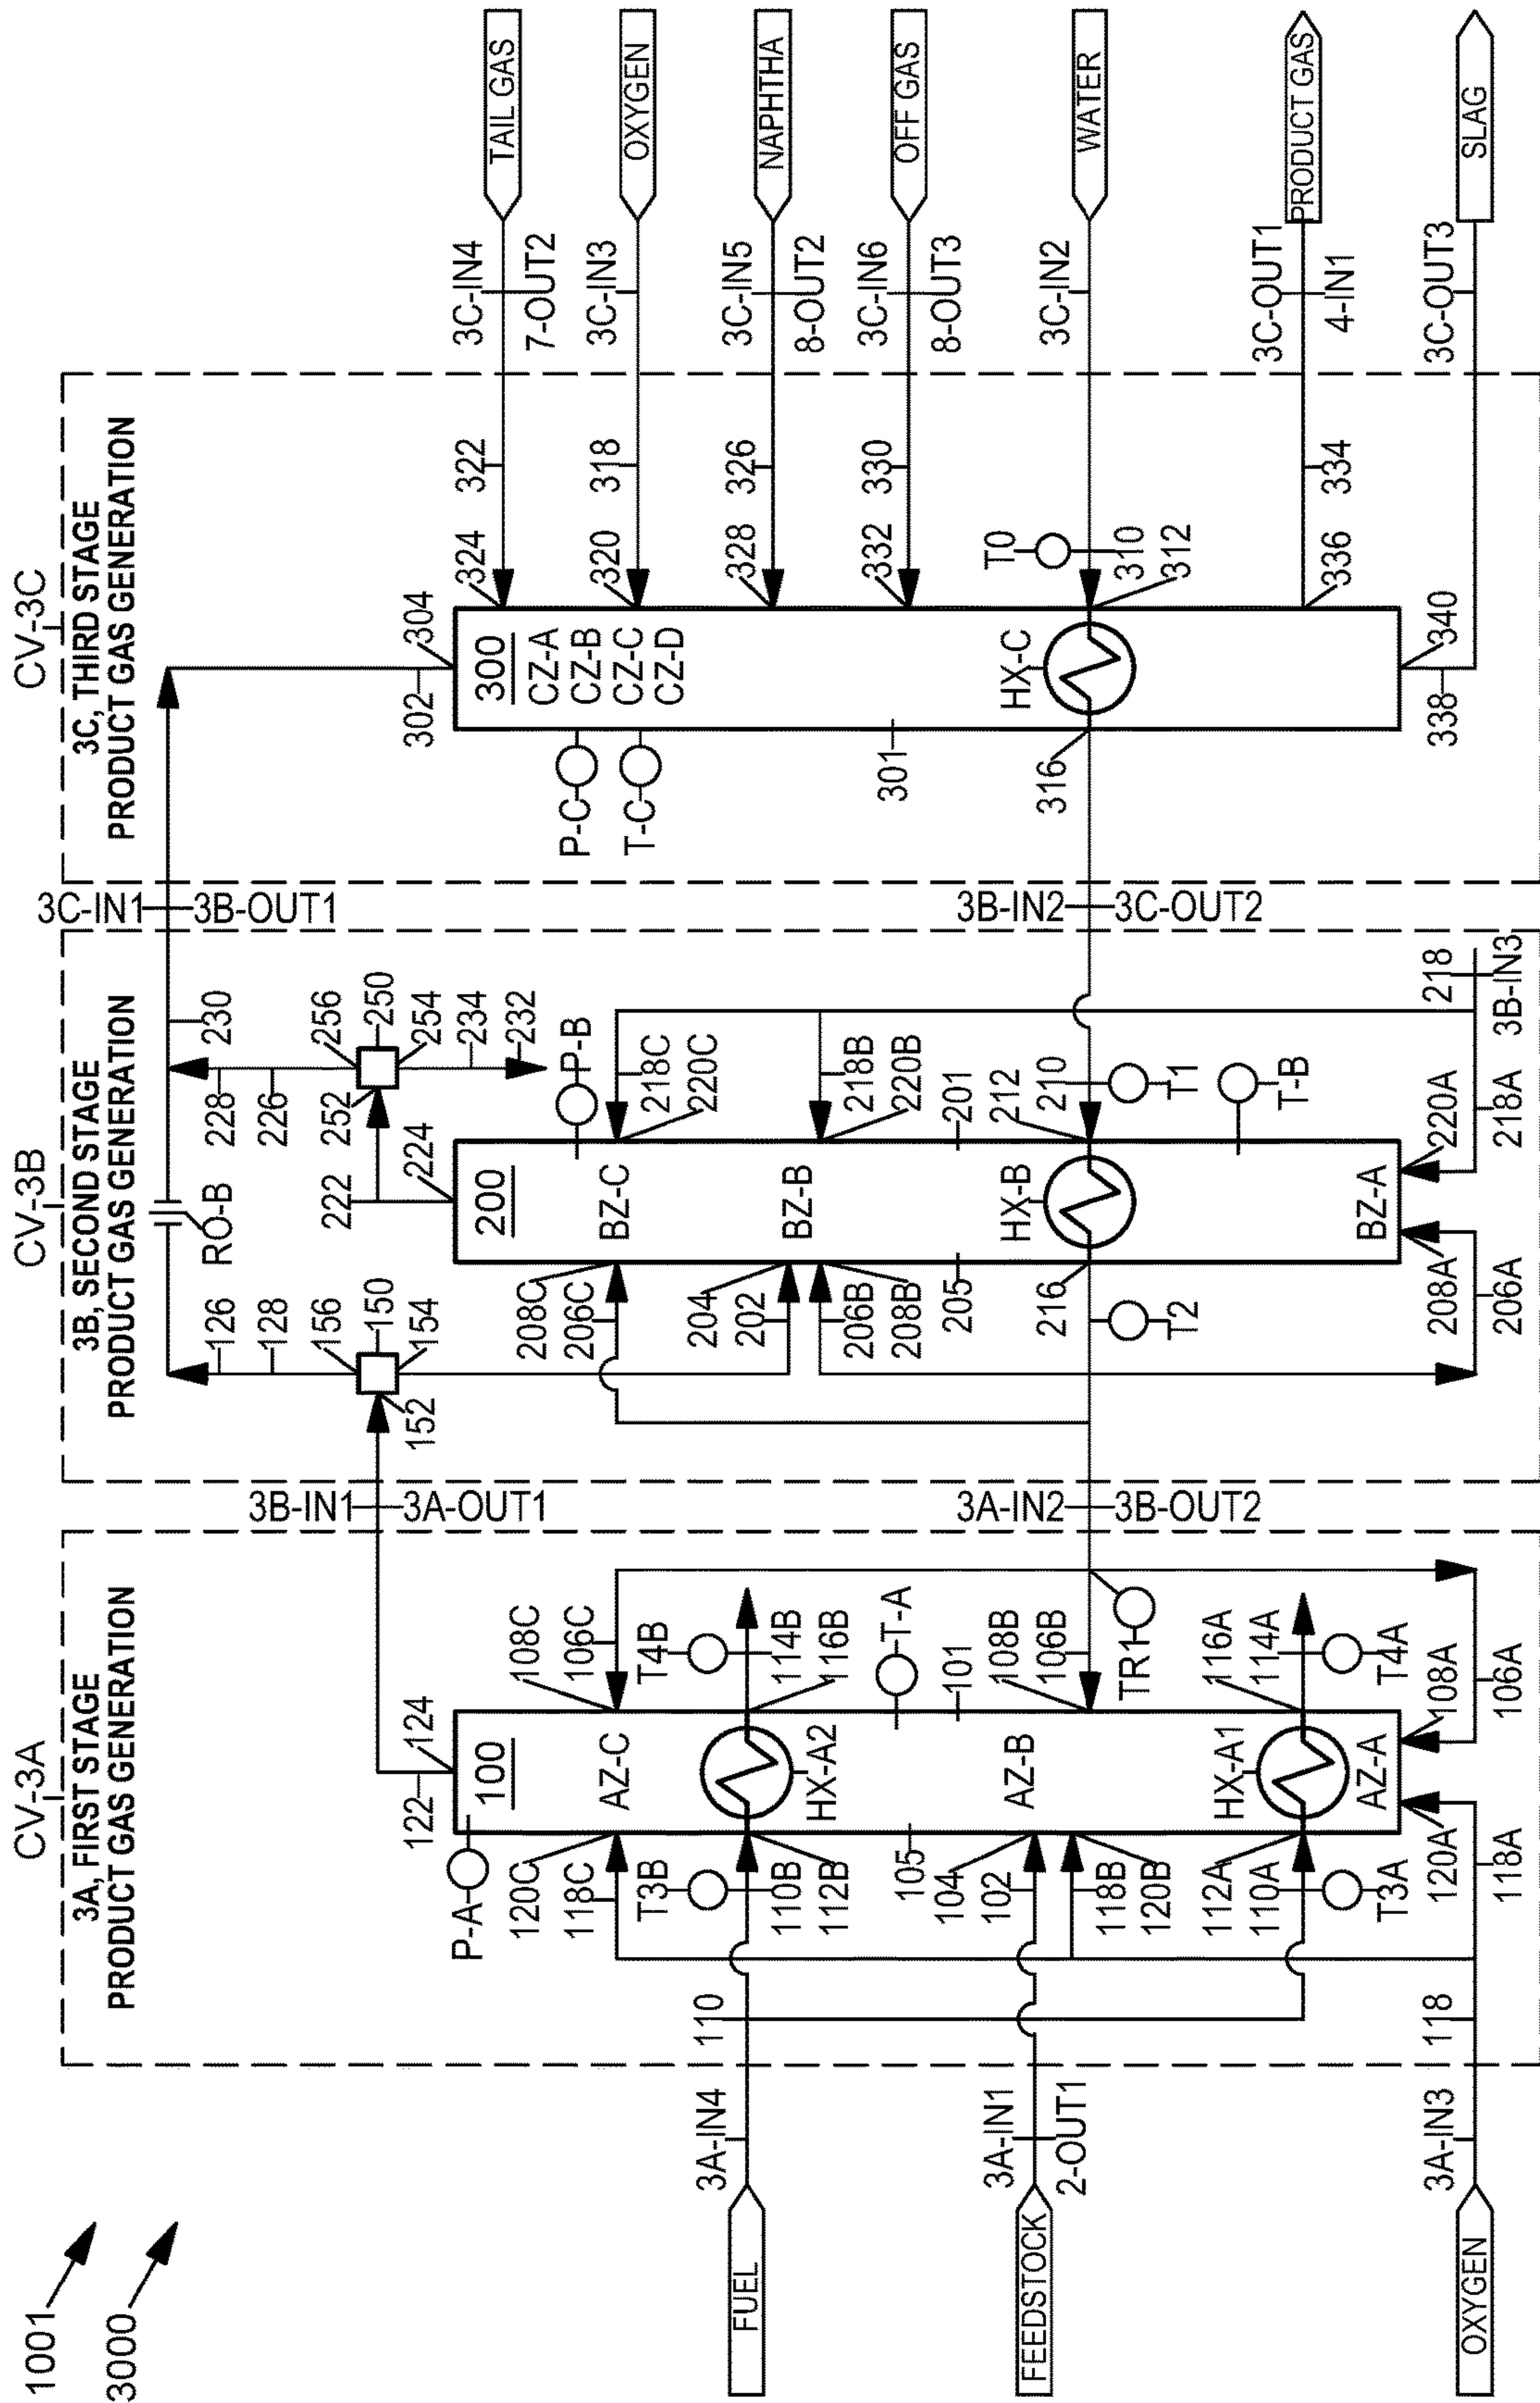 1001
3000
CV-3A
3A, FIRST STAGE
PRODUCT GAS GENERATION
CV-3B
3B, SECOND STAGE
PRODUCT GAS GENERATION
CV-3C
3C, THIRD STAGE
PRODUCT GAS GENERATION
FUEL
3A-IN4
FEEDSTOCK
3A-IN1
2-OUT1
OXYGEN
3A-IN3
110
118
P-A
122
124
100
AZ-C
HX-A2
AZ-B
HX-A1
AZ-A
120C
118C
T3B
110B
112B
105
104
102
118B
120B
112A
110A
T3A
120A
118A
108C
106C
T4B
114B
116B
T-A
101
108B
106B
TR1
116A
114A
T4A
108A
106A
3B-IN1
3A-OUT1
3A-IN2
3B-OUT2
126
128
156
150
154
152
RO-B
230
228
226
252
256
250
254
234
232
222
224
200
BZ-C
BZ-B
HX-B
BZ-A
208C
206C
204
202
206B
208B
205
216
T2
208A
206A
P-B
218C
220C
218B
220B
201
212
210
T1
T-B
220A
218A
218
3B-IN3
3C-IN1
3B-OUT1
3B-IN2
3C-OUT2
302
304
300
CZ-A
CZ-B
CZ-C
CZ-D
P-C
T-C
301
HX-C
316
324
322
320
318
328
326
332
330
T0
310
312
336
334
340
338
3C-IN4
7-OUT2
TAIL GAS
3C-IN3
OXYGEN
3C-IN5
8-OUT2
NAPHTHA
3C-IN6
8-OUT3
OFF GAS
3C-IN2
WATER
3C-OUT1
4-IN1
PRODUCT GAS
3C-OUT3
SLAG